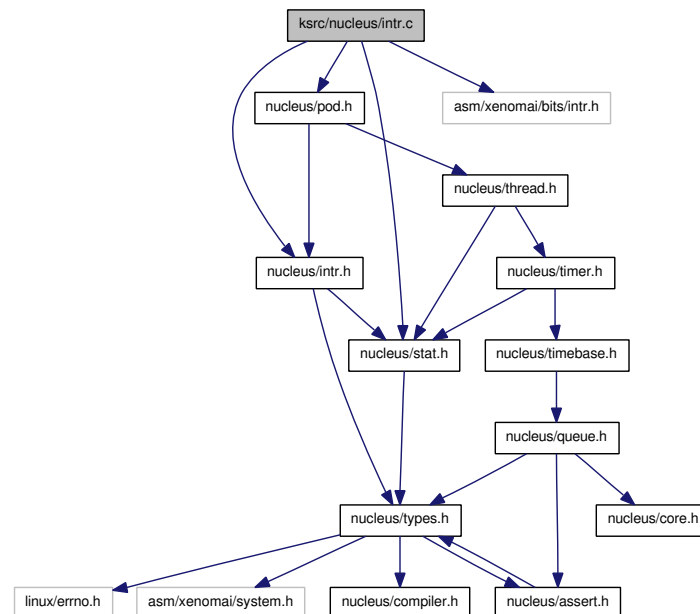 ksrc/nucleus/intr.c
nucleus/pod.h
asm/xenomai/bits/intr.h
nucleus/thread.h
nucleus/intr.h
nucleus/timer.h
nucleus/stat.h
nucleus/timebase.h
nucleus/queue.h
nucleus/types.h
nucleus/core.h
linux/errno.h
asm/xenomai/system.h
nucleus/compiler.h
nucleus/assert.h